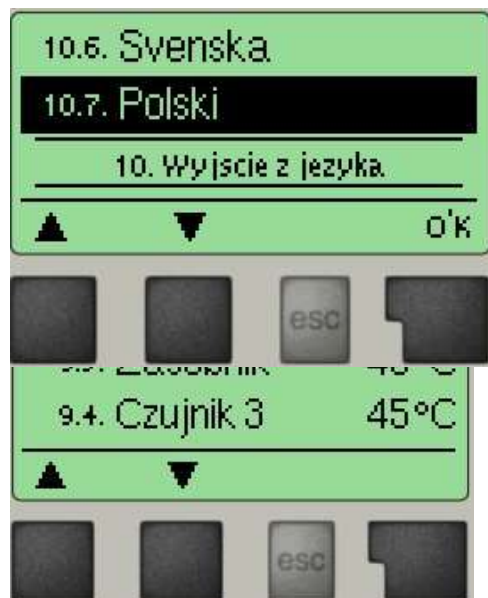 10.6. Svenska
10.7. Polski
10. Wyjscie z jezyka
O'K
esc
9.4. Czujnik 3 45°C
esc